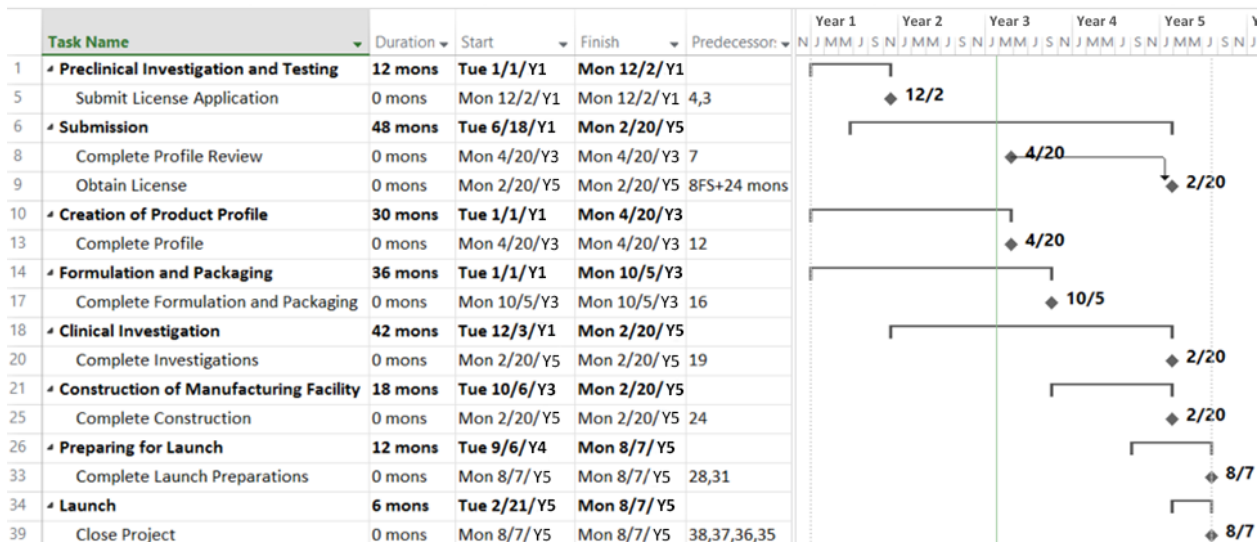 Year 1 Year 2 Year 3 Year 4 Year 5 Y
Task Name Duration Start Finish Predecessor: N J M M J S N J M M J S N J M M J S N J M M J S N J M M J S N J
1 Preclinical Investigation and Testing 12 mons Tue 1/1/Y1 Mon 12/2/Y1
5 Submit License Application 0 mons Mon 12/2/Y1 Mon 12/2/Y1 4,3 12/2
6 Submission 48 mons Tue 6/18/Y1 Mon 2/20/Y5
8 Complete Profile Review 0 mons Mon 4/20/Y3 Mon 4/20/Y3 7 4/20
9 Obtain License 0 mons Mon 2/20/Y5 Mon 2/20/Y5 8FS+24 mons 2/20
10 Creation of Product Profile 30 mons Tue 1/1/Y1 Mon 4/20/Y3
13 Complete Profile 0 mons Mon 4/20/Y3 Mon 4/20/Y3 12 4/20
14 Formulation and Packaging 36 mons Tue 1/1/Y1 Mon 10/5/Y3
17 Complete Formulation and Packaging 0 mons Mon 10/5/Y3 Mon 10/5/Y3 16 10/5
18 Clinical Investigation 42 mons Tue 12/3/Y1 Mon 2/20/Y5
20 Complete Investigations 0 mons Mon 2/20/Y5 Mon 2/20/Y5 19 2/20
21 Construction of Manufacturing Facility 18 mons Tue 10/6/Y3 Mon 2/20/Y5
25 Complete Construction 0 mons Mon 2/20/Y5 Mon 2/20/Y5 24 2/20
26 Preparing for Launch 12 mons Tue 9/6/Y4 Mon 8/7/Y5
33 Complete Launch Preparations 0 mons Mon 8/7/Y5 Mon 8/7/Y5 28,31 8/7
34 Launch 6 mons Tue 2/21/Y5 Mon 8/7/Y5
39 Close Project 0 mons Mon 8/7/Y5 Mon 8/7/Y5 38,37,36,35 8/7